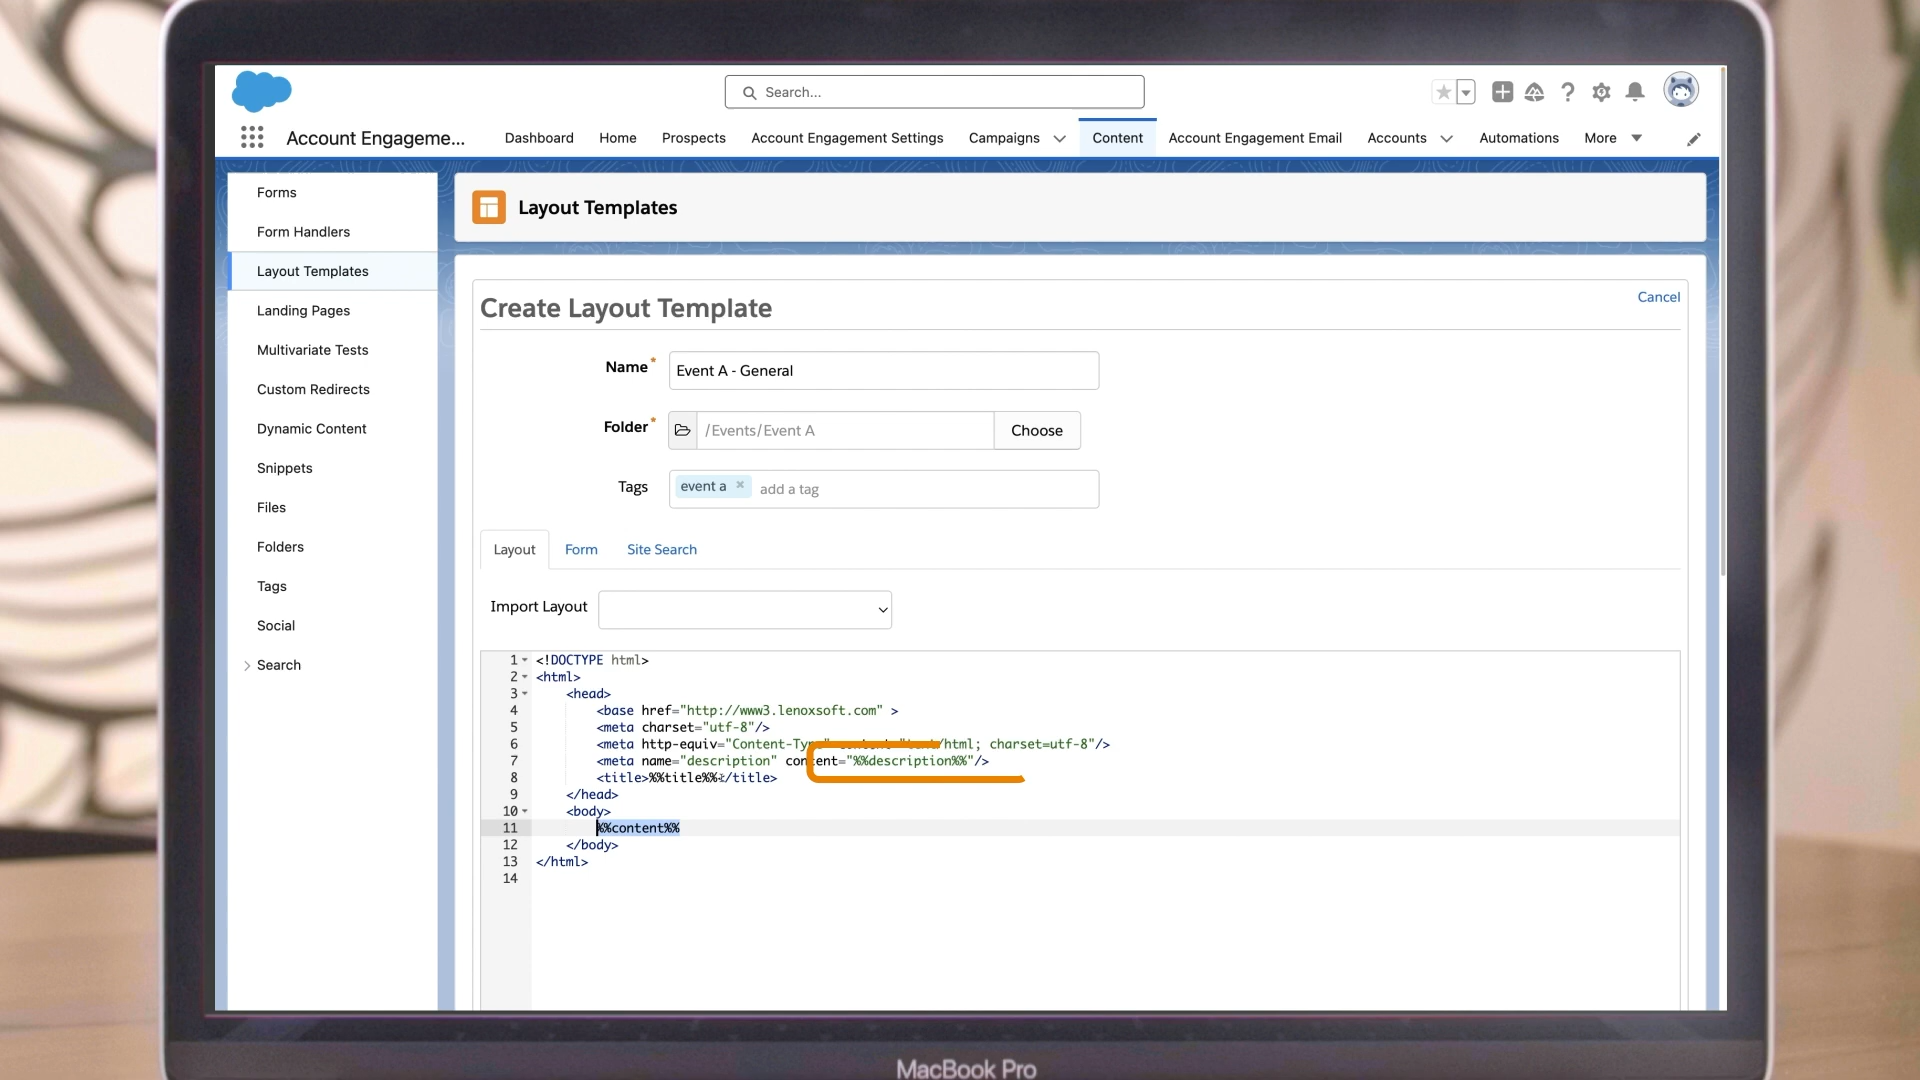 Search...
Account Engageme...
Dashboard
Home
Prospects
Account Engagement Settings
Campaigns
Content
Account Engagement Email
Accounts
Automations
More
Forms
Form Handlers
Layout Templates
Landing Pages
Multivariate Tests
Custom Redirects
Dynamic Content
Snippets
Files
Folders
Tags
Social
Search
Layout Templates
Create Layout Template
Cancel
Name*
Event A - General
Folder*
/Events/Event A
Choose
Tags
event a × add a tag
Layout
Form
Site Search
Import Layout
1 <!DOCTYPE html>
2 <html>
3 <head>
4 <base href="http://www3.lenoxsoft.com" >
5 <meta charset="utf-8"/>
6 <meta http-equiv="Content-Type" content="text/html; charset=utf-8"/>
7 <meta name="description" content="%%description%%"/>
8 <title>%%title%%</title>
9 </head>
10 <body>
11 %%content%%
12 </body>
13 </html>
14
MacBook Pro